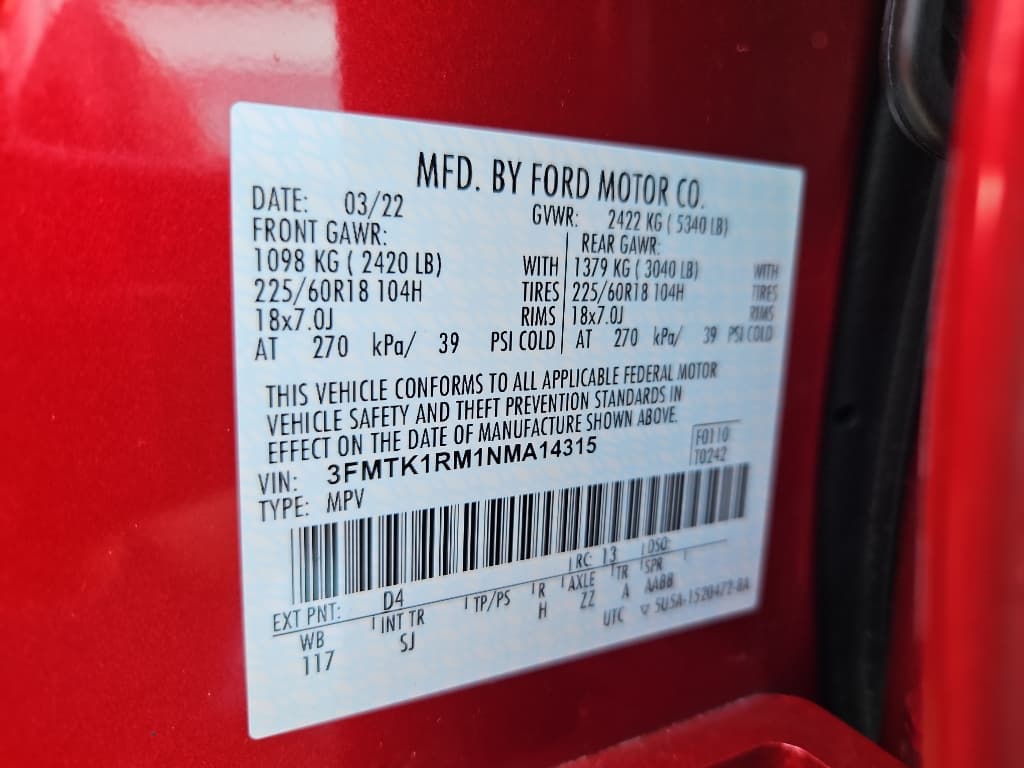 MFD. BY FORD MOTOR CO.
DATE: 03/22
GVWR: 2422 KG ( 5340 LB)
FRONT GAWR:
1098 KG ( 2420 LB) WITH
225/60R18 104H TIRES
18x7.0J RIMS
AT 270 kPa/ 39 PSI COLD
REAR GAWR:
1379 KG ( 3040 LB) WITH
225/60R18 104H TIRES
18x7.0J RIMS
AT 270 kPa/ 39 PSI COLD
THIS VEHICLE CONFORMS TO ALL APPLICABLE FEDERAL MOTOR
VEHICLE SAFETY AND THEFT PREVENTION STANDARDS IN
EFFECT ON THE DATE OF MANUFACTURE SHOWN ABOVE.
F0110
T0242
VIN: 3FMTK1RM1NMA14315
TYPE: MPV
EXT PNT: D4 RC: 13 DSO:
WB INT TR TP/PS R AXLE TR SPR
117 SJ H ZZ A AABB
UTC ▽ 5U5A-1520472-BA